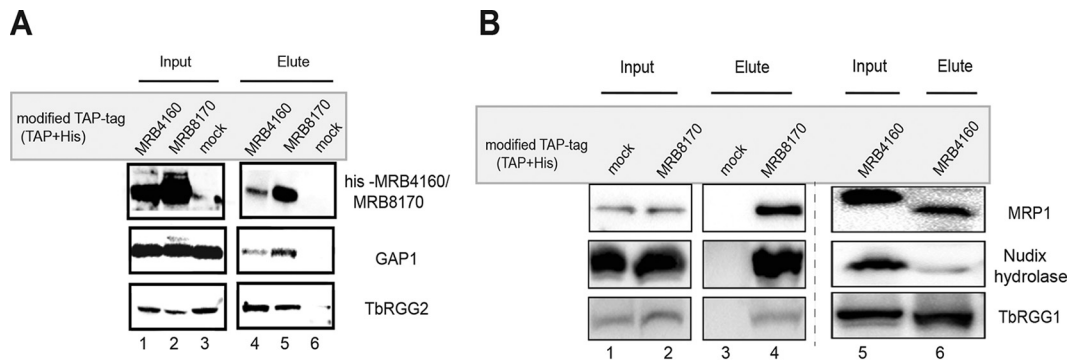 A
Input Elute
modified TAP-tag
(TAP+His)
MRB4160 MRB8170 mock MRB4160 MRB8170 mock
his -MRB4160/
MRB8170
GAP1
TbRGG2
1 2 3 4 5 6
B
Input Elute Input Elute
modified TAP-tag
(TAP+His)
mock MRB8170 mock MRB8170 MRB4160 MRB4160
MRP1
Nudix
hydrolase
TbRGG1
1 2 3 4 5 6